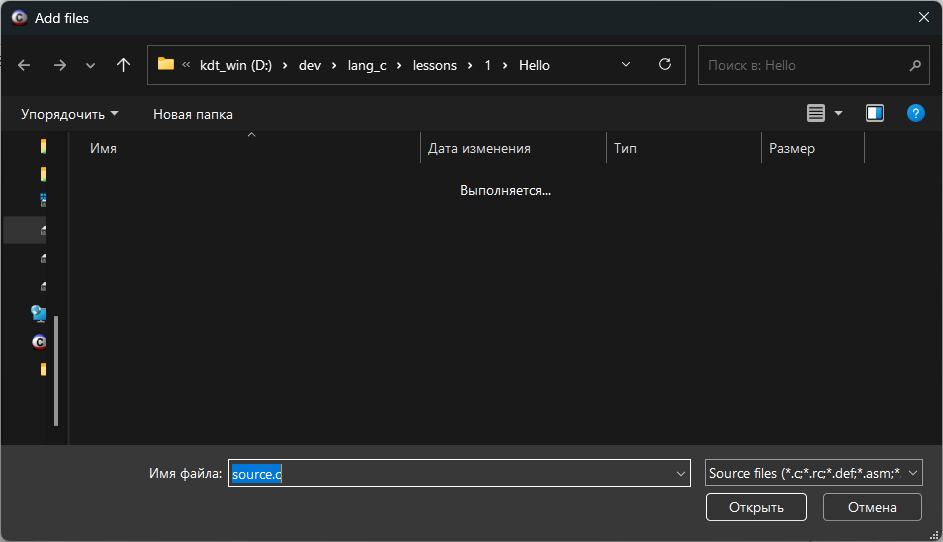 Add files
« kdt_win (D:) › dev › lang_c › lessons › 1 › Hello
Поиск в: Hello
Упорядочить
Новая папка
?
Имя
Дата изменения
Тип
Размер
Выполняется...
Имя файла:
source.c
Source files (*.c;*.rc;*.def;*.asm;*.
Открыть
Отмена